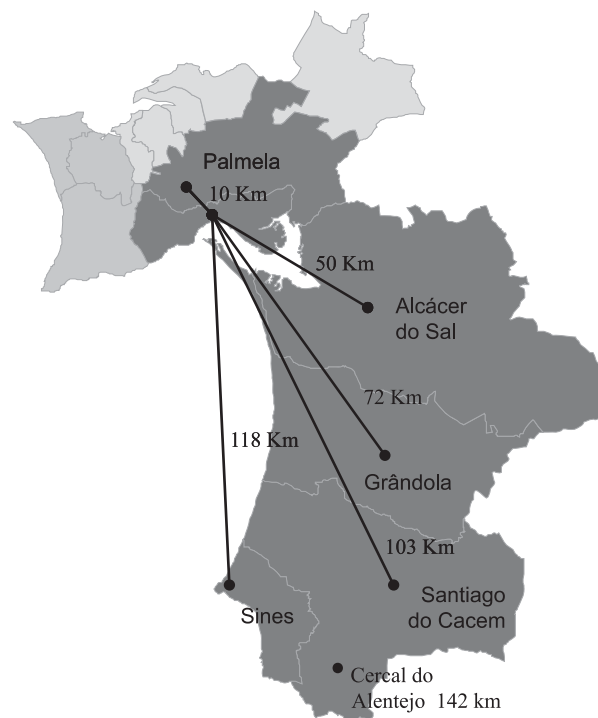 Palmela
10 Km
50 Km
Alcácer
do Sal
72 Km
118 Km
Grândola
103 Km
Santiago
do Cacem
Sines
Cercal do
Alentejo 142 km